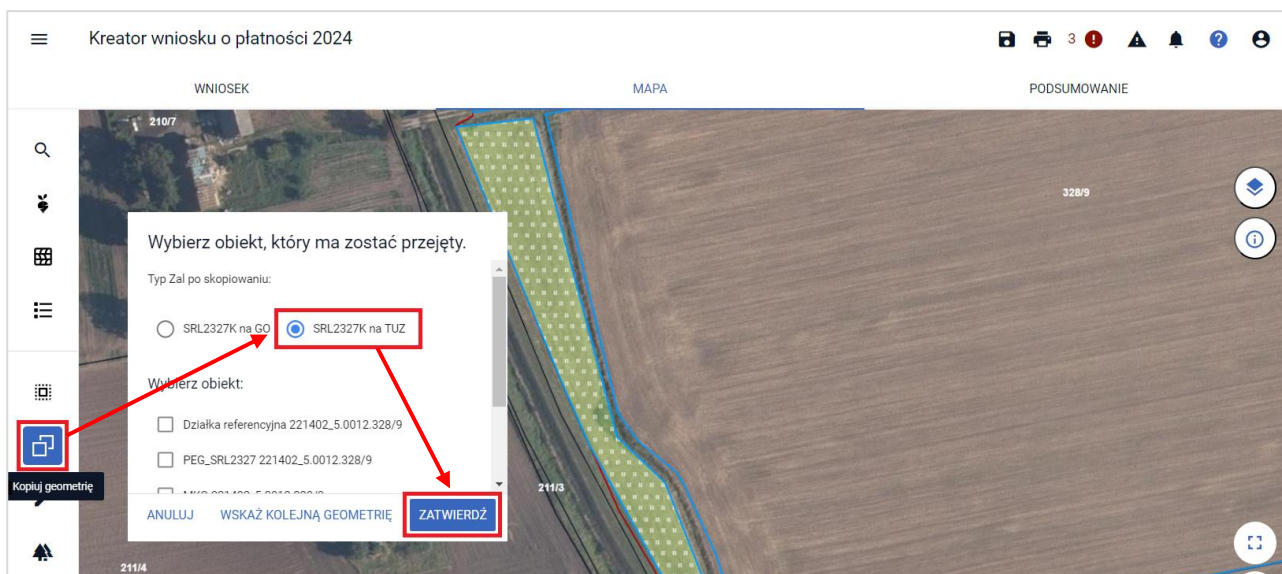 Kreator wniosku o płatności 2024
3
WNIOSEK
MAPA
PODSUMOWANIE
210/7
328/9
Wybierz obiekt, który ma zostać przejęty.
Typ Zal po skopiowaniu:
SRL2327K na GO
SRL2327K na TUZ
Wybierz obiekt:
Działka referencyjna 221402_5.0012.328/9
PEG_SRL2327 221402_5.0012.328/9
Kopiuj geometrię
211/3
ANULUJ
WSKAŻ KOLEJNĄ GEOMETRIĘ
ZATWIERDŹ
211/4